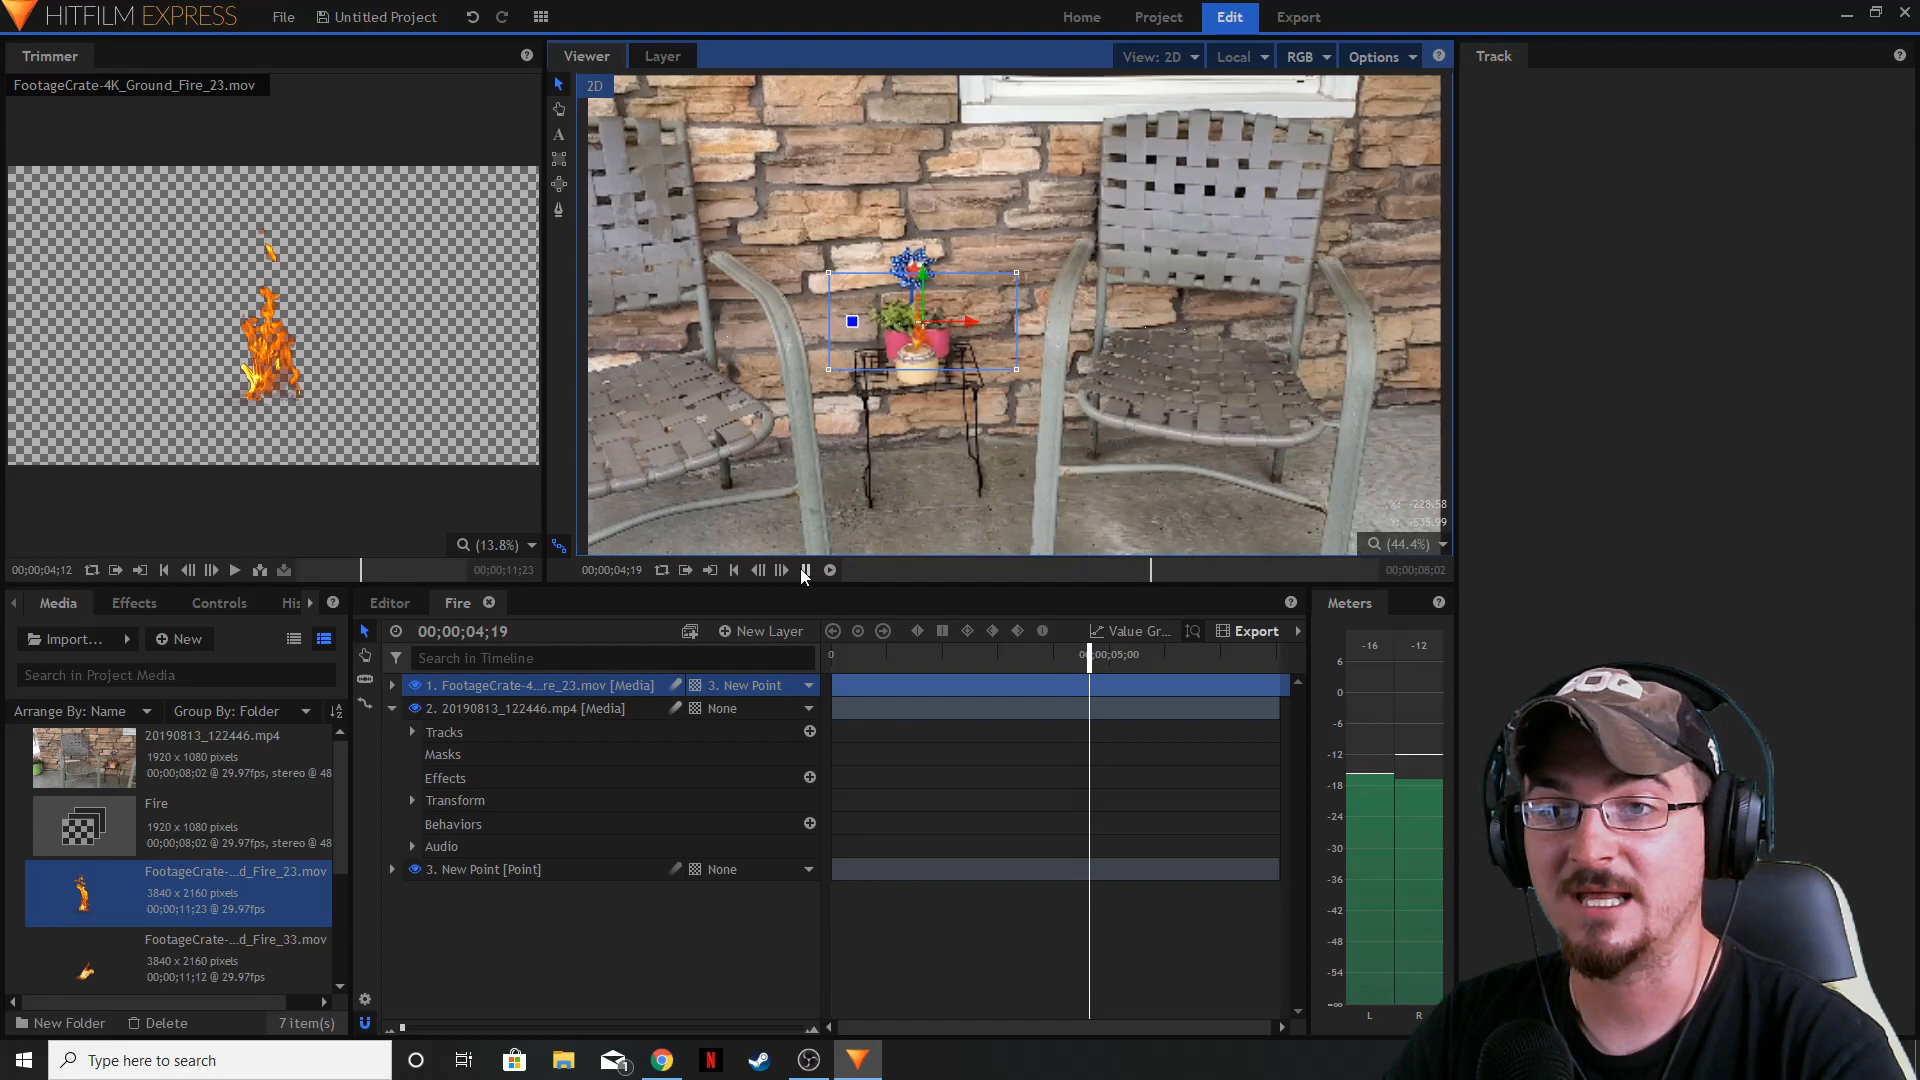 HITFILM EXPRESS
File
Untitled Project
Home
Project
Edit
Export
Trimmer
FootageCrate-4K_Ground_Fire_23.mov
(13.8%)
00;00;04;12
00;00;11;23
Viewer
Layer
View: 2D
Local
RGB
Options
2D
A
X: -228.58
Y: -535.99
(44.4%)
00;00;04;19
00;00;08;02
Track
Media
Effects
Controls
His
Import...
New
Search in Project Media
Arrange By: Name
Group By: Folder
20190813_122446.mp4
1920 x 1080 pixels
00;00;08;02 @ 29.97fps, stereo @ 48
Fire
1920 x 1080 pixels
00;00;08;02 @ 29.97fps, stereo @ 48
FootageCrate-...d_Fire_23.mov
3840 x 2160 pixels
00;00;11;23 @ 29.97fps
FootageCrate-...d_Fire_33.mov
3840 x 2160 pixels
00;00;11;12 @ 29.97fps
New Folder
Delete
7 item(s)
Editor
Fire
00;00;04;19
New Layer
Value Gr...
Export
Search in Timeline
0
00;00;05;00
1. FootageCrate-4...re_23.mov [Media]
3. New Point
2. 20190813_122446.mp4 [Media]
None
Tracks
Masks
Effects
Transform
Behaviors
Audio
3. New Point [Point]
None
Meters
-16
-12
6
0
-6
-12
-18
-24
-30
-36
-42
-48
-54
-∞
L
R
Type here to search
1